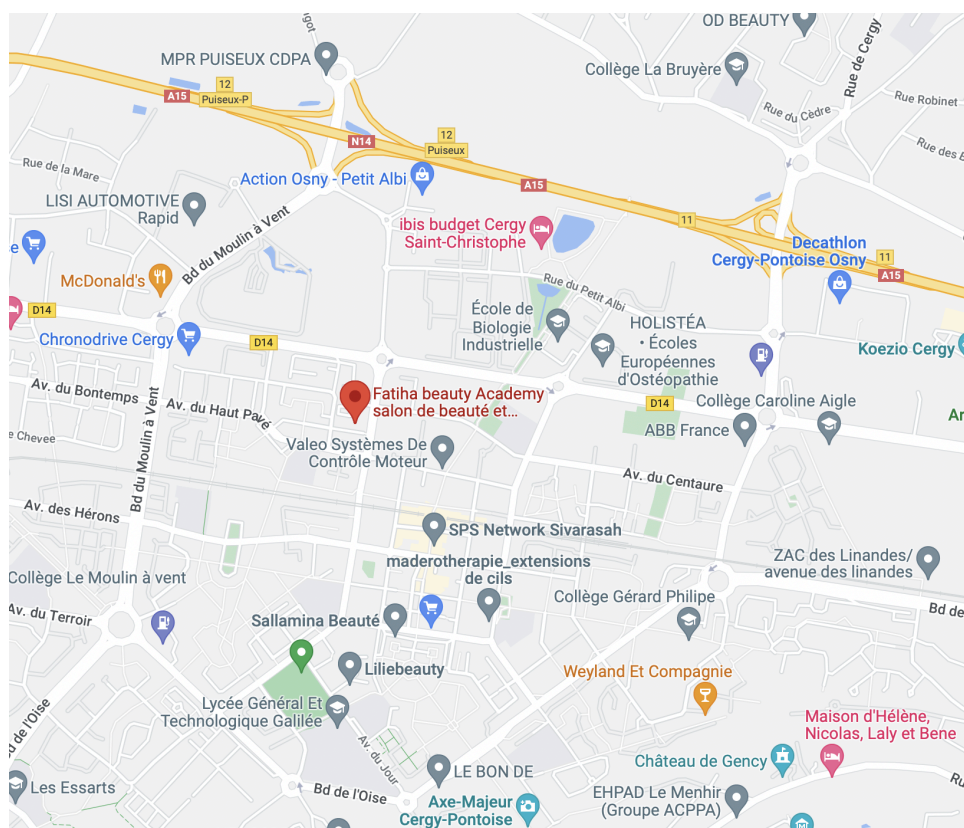 OD BEAUTY
MPR PUISEUX CDPA
Collège La Bruyère
Rue de Cergy
12
Puiseux-P
A15
Rue Robinet
Rue du Cèdre
N14
12
Puiseux
Rue des
Rue de la Mare
Action Osny - Petit Albi
A15
LISI AUTOMOTIVE
Rapid
11
ibis budget Cergy
Saint-Christophe
Bd du Moulin à Vent
Decathlon
Cergy-Pontoise Osny
11
A15
McDonald's
Rue du Petit Albi
D14
École de
Biologie
Industrielle
HOLISTÉA
• Écoles
Européennes
d'Ostéopathie
Chronodrive Cergy
D14
Koezio Cergy
Av. du Bontemps
Fatiha beauty Academy
salon de beauté et...
D14
Collège Caroline Aigle
Av. du Haut Pavé
ABB France
Chevee
Valeo Systèmes De
Contrôle Moteur
Bd du Moulin à Vent
Av. du Centaure
Av. des Hérons
SPS Network Sivarasah
maderotherapie_extensions
de cils
ZAC des Linandes/
avenue des linandes
Collège Le Moulin à vent
Collège Gérard Philipe
Av. du Terroir
Bd de
Sallamina Beauté
Liliebeauty
Weyland Et Compagnie
Lycée Général Et
Technologique Galilée
Maison d'Hélène,
Nicolas, Laly et Bene
de l'Oise
Av. du Jour
Château de Gency
LE BON DE
Les Essarts
Bd de l'Oise
EHPAD Le Menhir
(Groupe ACPPA)
Axe-Majeur
Cergy-Pontoise